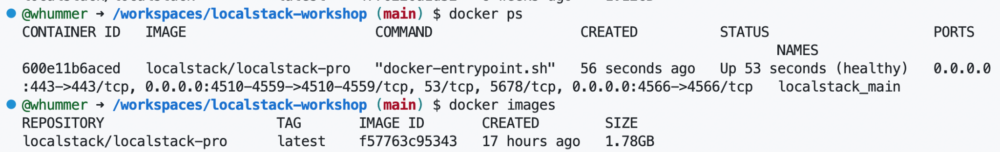 @whummer → /workspaces/localstack-workshop (main) $ docker ps
CONTAINER ID   IMAGE                       COMMAND                  CREATED          STATUS                    PORTS
NAMES
600e11b6aced   localstack/localstack-pro   "docker-entrypoint.sh"   56 seconds ago   Up 53 seconds (healthy)   0.0.0.0
:443->443/tcp, 0.0.0.0:4510-4559->4510-4559/tcp, 53/tcp, 5678/tcp, 0.0.0.0:4566->4566/tcp   localstack_main
@whummer → /workspaces/localstack-workshop (main) $ docker images
REPOSITORY                     TAG       IMAGE ID       CREATED        SIZE
localstack/localstack-pro      latest    f57763c95343   17 hours ago   1.78GB